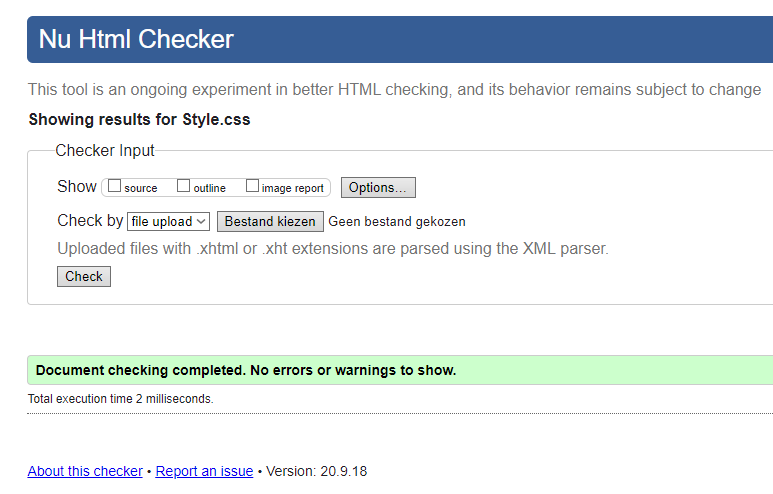 Nu Html Checker
This tool is an ongoing experiment in better HTML checking, and its behavior remains subject to change
Showing results for Style.css
Checker Input
Show source outline image report Options...
Check by file upload Bestand kiezen Geen bestand gekozen
Uploaded files with .xhtml or .xht extensions are parsed using the XML parser.
Check
Document checking completed. No errors or warnings to show.
Total execution time 2 milliseconds.
About this checker • Report an issue • Version: 20.9.18